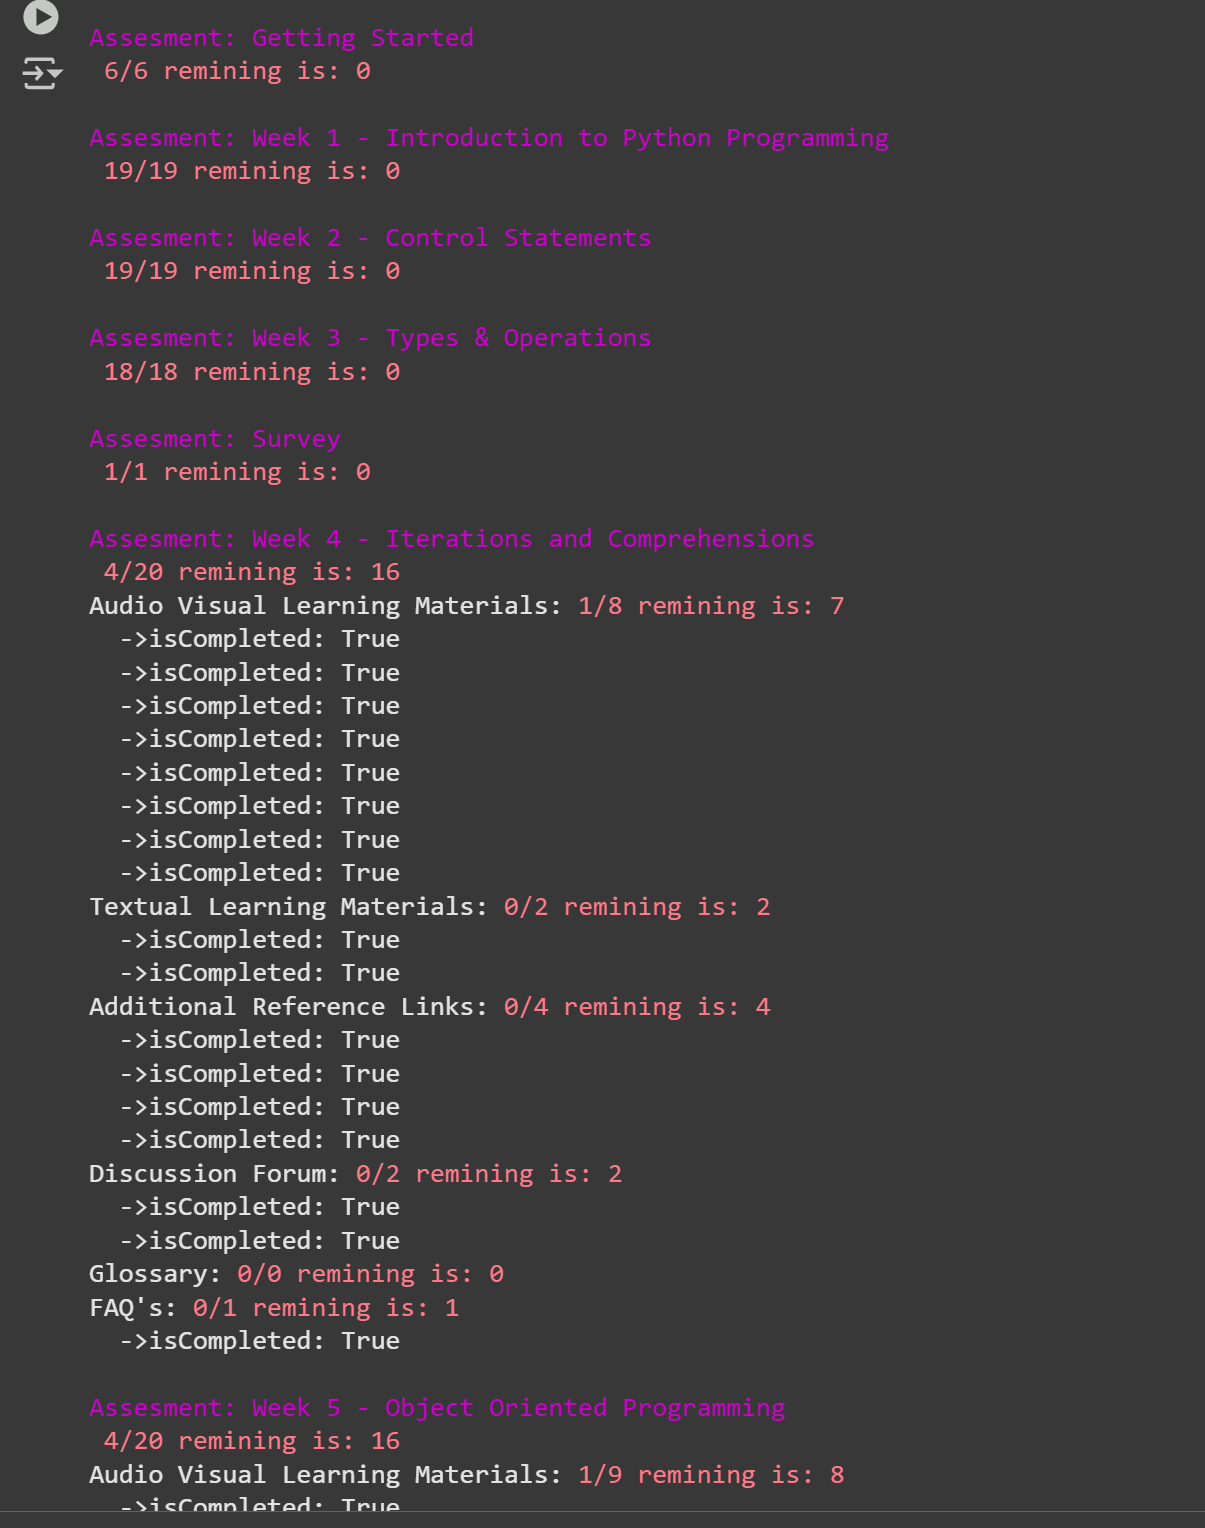 Assesment: Getting Started
6/6 remining is: 0
Assesment: Week 1 - Introduction to Python Programming
19/19 remining is: 0
Assesment: Week 2 - Control Statements
19/19 remining is: 0
Assesment: Week 3 - Types & Operations
18/18 remining is: 0
Assesment: Survey
1/1 remining is: 0
Assesment: Week 4 - Iterations and Comprehensions
4/20 remining is: 16
Audio Visual Learning Materials: 1/8 remining is: 7
->isCompleted: True
->isCompleted: True
->isCompleted: True
->isCompleted: True
->isCompleted: True
->isCompleted: True
->isCompleted: True
->isCompleted: True
Textual Learning Materials: 0/2 remining is: 2
->isCompleted: True
->isCompleted: True
Additional Reference Links: 0/4 remining is: 4
->isCompleted: True
->isCompleted: True
->isCompleted: True
->isCompleted: True
Discussion Forum: 0/2 remining is: 2
->isCompleted: True
->isCompleted: True
Glossary: 0/0 remining is: 0
FAQ's: 0/1 remining is: 1
->isCompleted: True
Assesment: Week 5 - Object Oriented Programming
4/20 remining is: 16
Audio Visual Learning Materials: 1/9 remining is: 8
->isCompleted: True